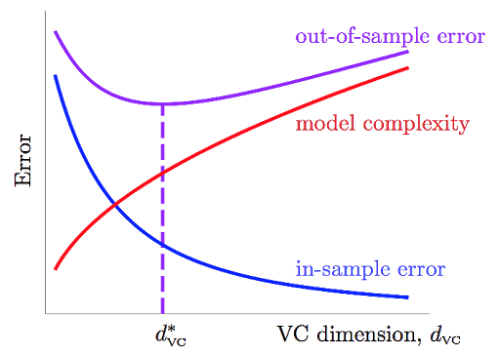 out-of-sample error
model complexity
Error
in-sample error
d*VC
VC dimension, dVC